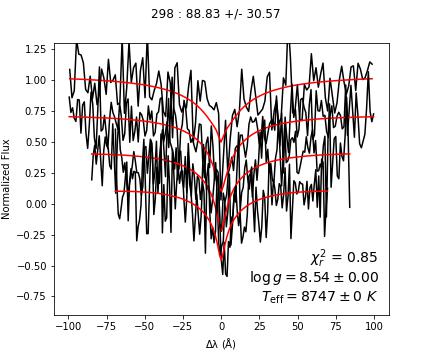 298 : 88.83 +/- 30.57
1.25
1.00
0.75
0.50
0.25
0.00
−0.25
−0.50
−0.75
Normalized Flux
χ²ᵣ = 0.85
log g = 8.54 ± 0.00
T_eff = 8747 ± 0 K
−100 −75 −50 −25 0 25 50 75 100
Δλ (Å)